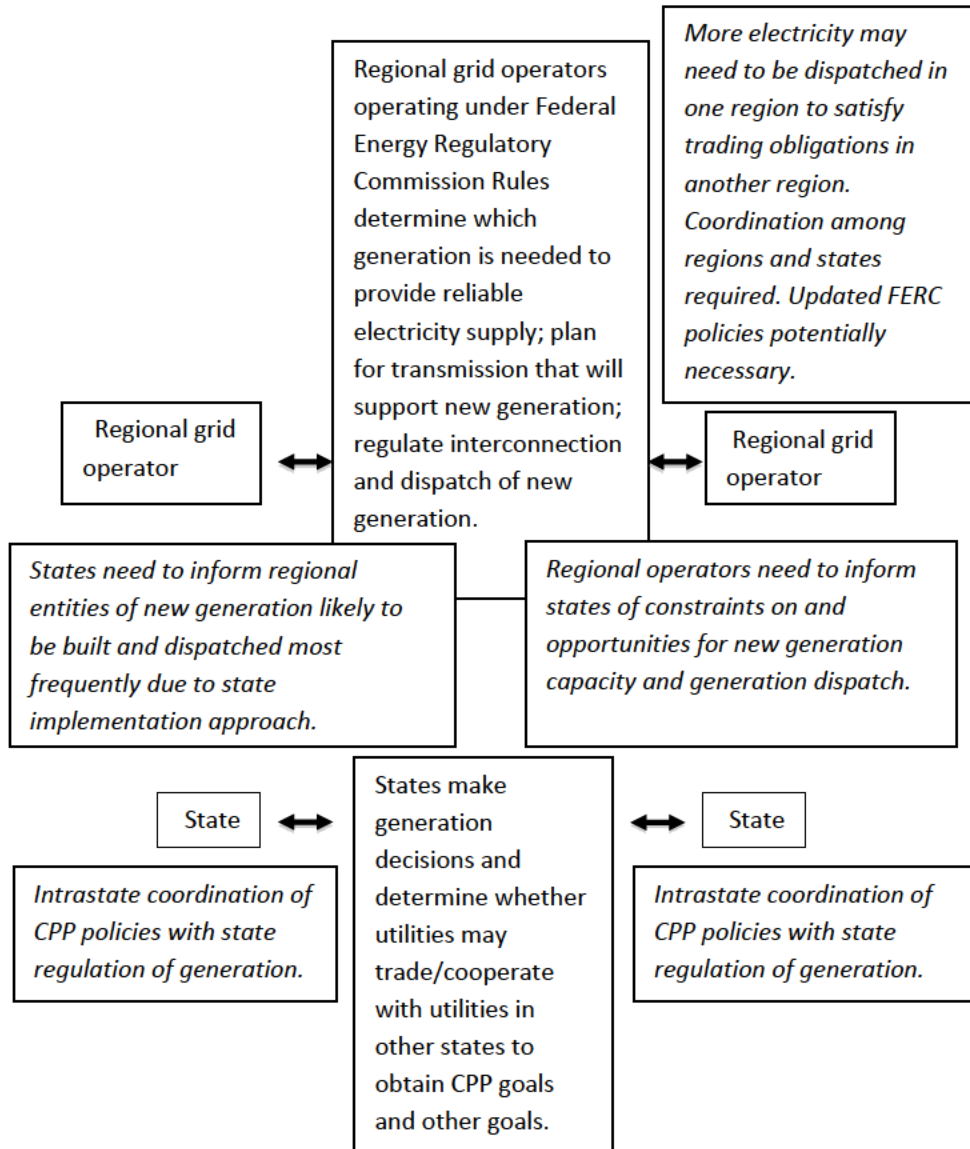 Regional grid operators
operating under Federal
Energy Regulatory
Commission Rules
determine which
generation is needed to
provide reliable
electricity supply; plan
for transmission that will
support new generation;
regulate interconnection
and dispatch of new
generation.
More electricity may
need to be dispatched in
one region to satisfy
trading obligations in
another region.
Coordination among
regions and states
required. Updated FERC
policies potentially
necessary.
Regional grid
operator
Regional grid
operator
States need to inform regional
entities of new generation likely to
be built and dispatched most
frequently due to state
implementation approach.
Regional operators need to inform
states of constraints on and
opportunities for new generation
capacity and generation dispatch.
State
States make
generation
decisions and
determine whether
utilities may
trade/cooperate
with utilities in
other states to
obtain CPP goals
and other goals.
State
Intrastate coordination of
CPP policies with state
regulation of generation.
Intrastate coordination of
CPP policies with state
regulation of generation.